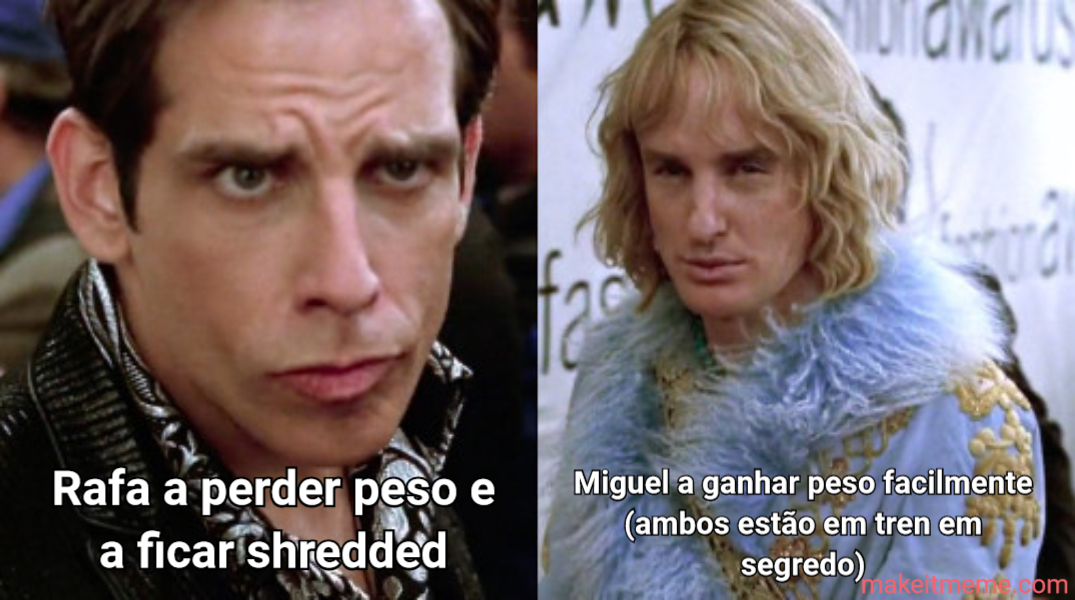 Rafa a perder peso e
a ficar shredded
Miguel a ganhar peso facilmente
(ambos estão em tren em
segredo)
makeitmeme.com